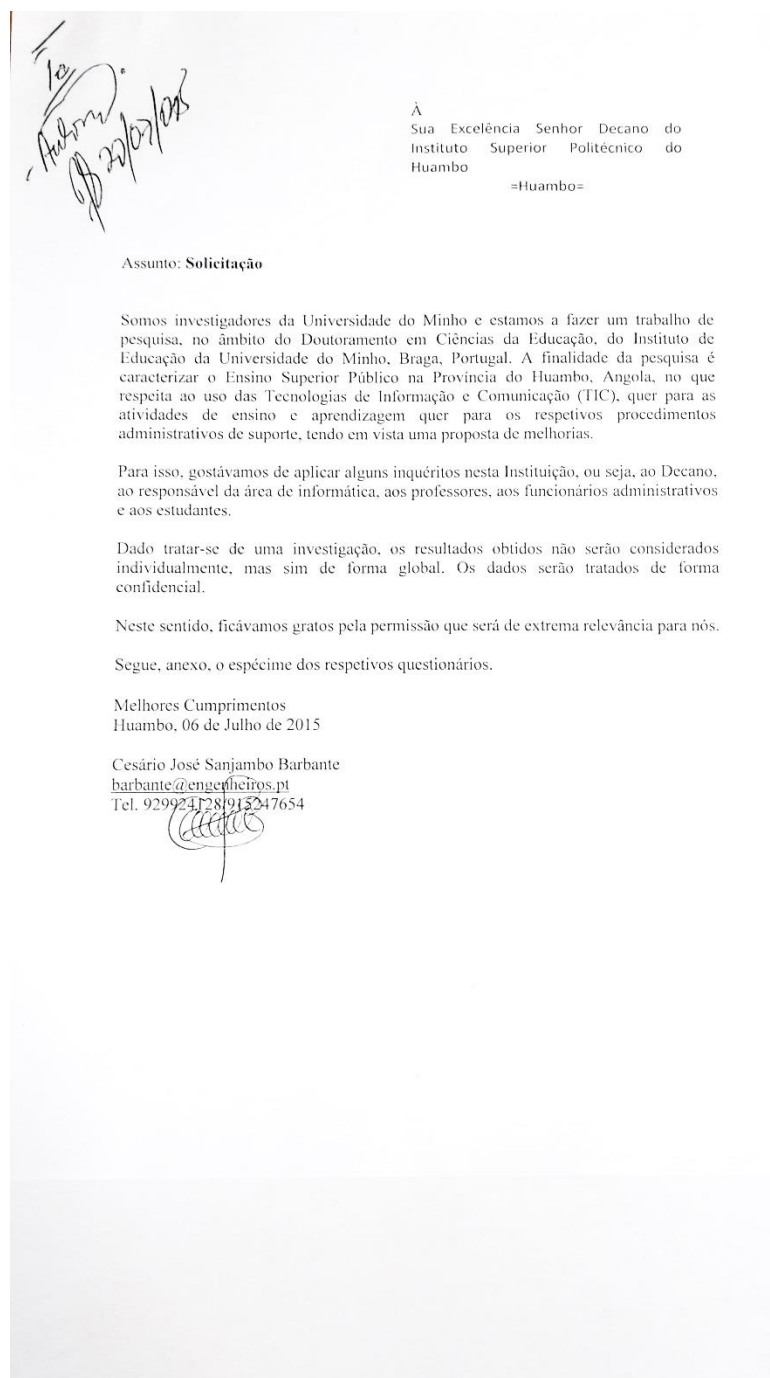 À
Sua Excelência Senhor Decano do
Instituto Superior Politécnico do
Huambo
=Huambo=
Assunto: Solicitação
Somos investigadores da Universidade do Minho e estamos a fazer um trabalho de
pesquisa, no âmbito do Doutoramento em Ciências da Educação, do Instituto de
Educação da Universidade do Minho, Braga, Portugal. A finalidade da pesquisa é
caracterizar o Ensino Superior Público na Província do Huambo, Angola, no que
respeita ao uso das Tecnologias de Informação e Comunicação (TIC), quer para as
atividades de ensino e aprendizagem quer para os respetivos procedimentos
administrativos de suporte, tendo em vista uma proposta de melhorias.
Para isso, gostávamos de aplicar alguns inquéritos nesta Instituição, ou seja, ao Decano,
ao responsável da área de informática, aos professores, aos funcionários administrativos
e aos estudantes.
Dado tratar-se de uma investigação, os resultados obtidos não serão considerados
individualmente, mas sim de forma global. Os dados serão tratados de forma
confidencial.
Neste sentido, ficávamos gratos pela permissão que será de extrema relevância para nós.
Segue, anexo, o espécime dos respetivos questionários.
Melhores Cumprimentos
Huambo, 06 de Julho de 2015
Cesário José Sanjambo Barbante
barbante@engenheiros.pt
Tel. 929924128/915247654